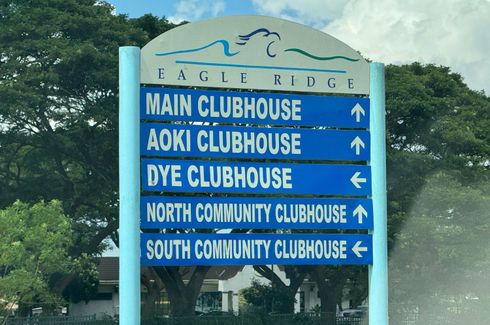 EAGLE RIDGE
MAIN CLUBHOUSE ↑
AOKI CLUBHOUSE ↑
DYE CLUBHOUSE ←
NORTH COMMUNITY CLUBHOUSE ↑
SOUTH COMMUNITY CLUBHOUSE ←